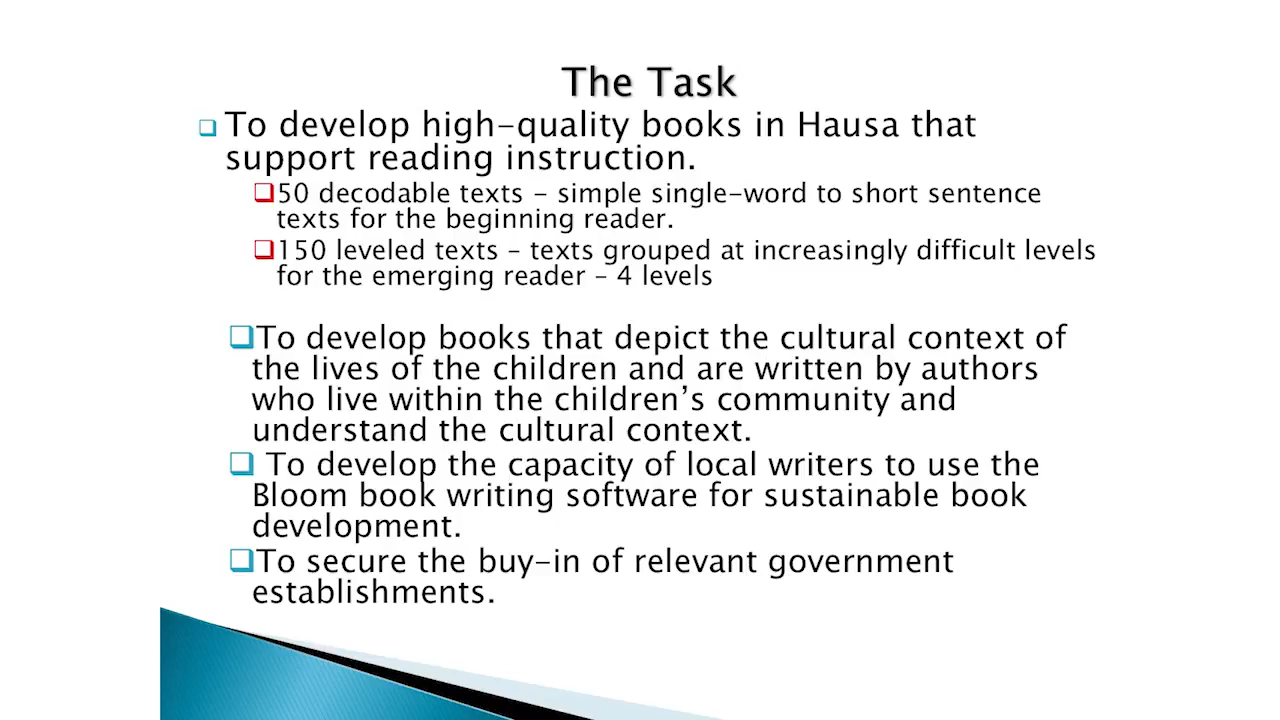 The Task
To develop high-quality books in Hausa that
support reading instruction.
50 decodable texts - simple single-word to short sentence
texts for the beginning reader.
150 leveled texts – texts grouped at increasingly difficult levels
for the emerging reader – 4 levels
To develop books that depict the cultural context of
the lives of the children and are written by authors
who live within the children’s community and
understand the cultural context.
To develop the capacity of local writers to use the
Bloom book writing software for sustainable book
development.
To secure the buy-in of relevant government
establishments.